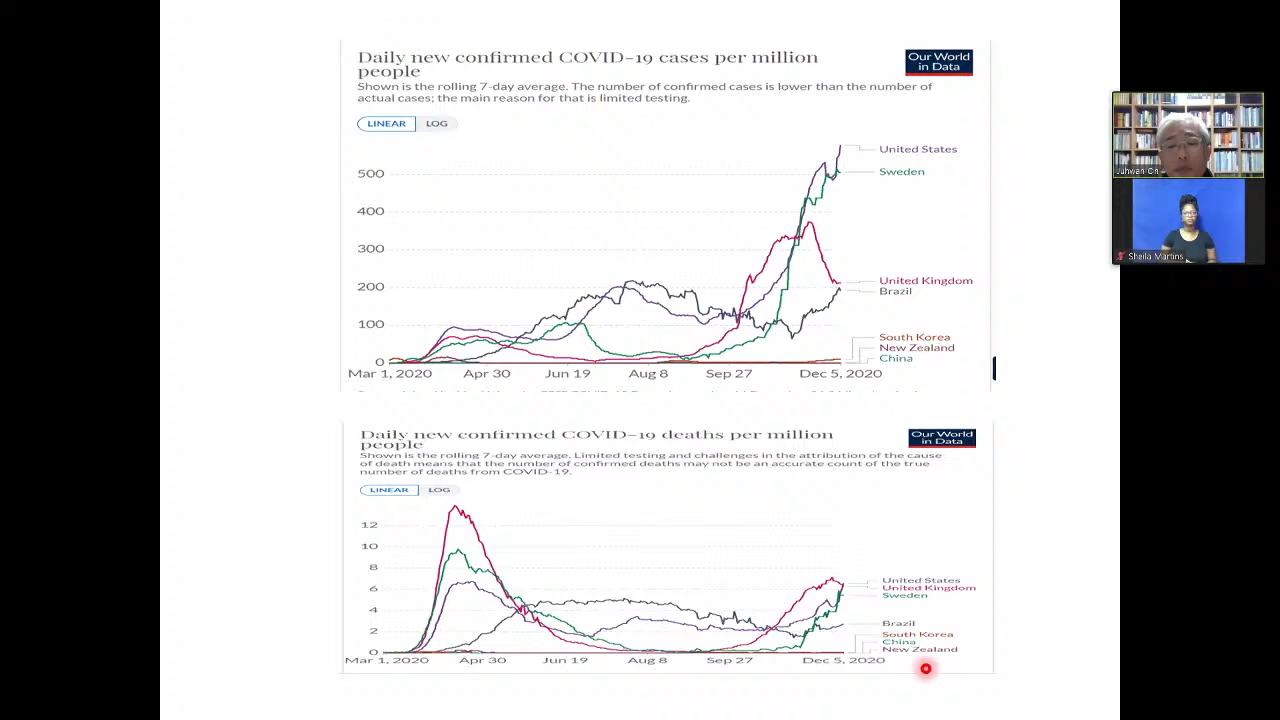 Daily new confirmed COVID-19 cases per million
people
Our World
in Data
Shown is the rolling 7-day average. The number of confirmed cases is lower than the number of
actual cases; the main reason for that is limited testing.
LINEAR LOG
500
400
300
200
100
0
United States
Sweden
United Kingdom
Brazil
South Korea
New Zealand
China
Mar 1, 2020 Apr 30 Jun 19 Aug 8 Sep 27 Dec 5, 2020
Daily new confirmed COVID-19 deaths per million
people
Our World
in Data
Shown is the rolling 7-day average. Limited testing and challenges in the attribution of the cause
of death means that the number of confirmed deaths may not be an accurate count of the true
number of deaths from COVID-19.
LINEAR LOG
12
10
8
6
4
2
0
United States
United Kingdom
Sweden
Brazil
South Korea
China
New Zealand
Mar 1, 2020 Apr 30 Jun 19 Aug 8 Sep 27 Dec 5, 2020
Juhwan Oh
Sheila Martins